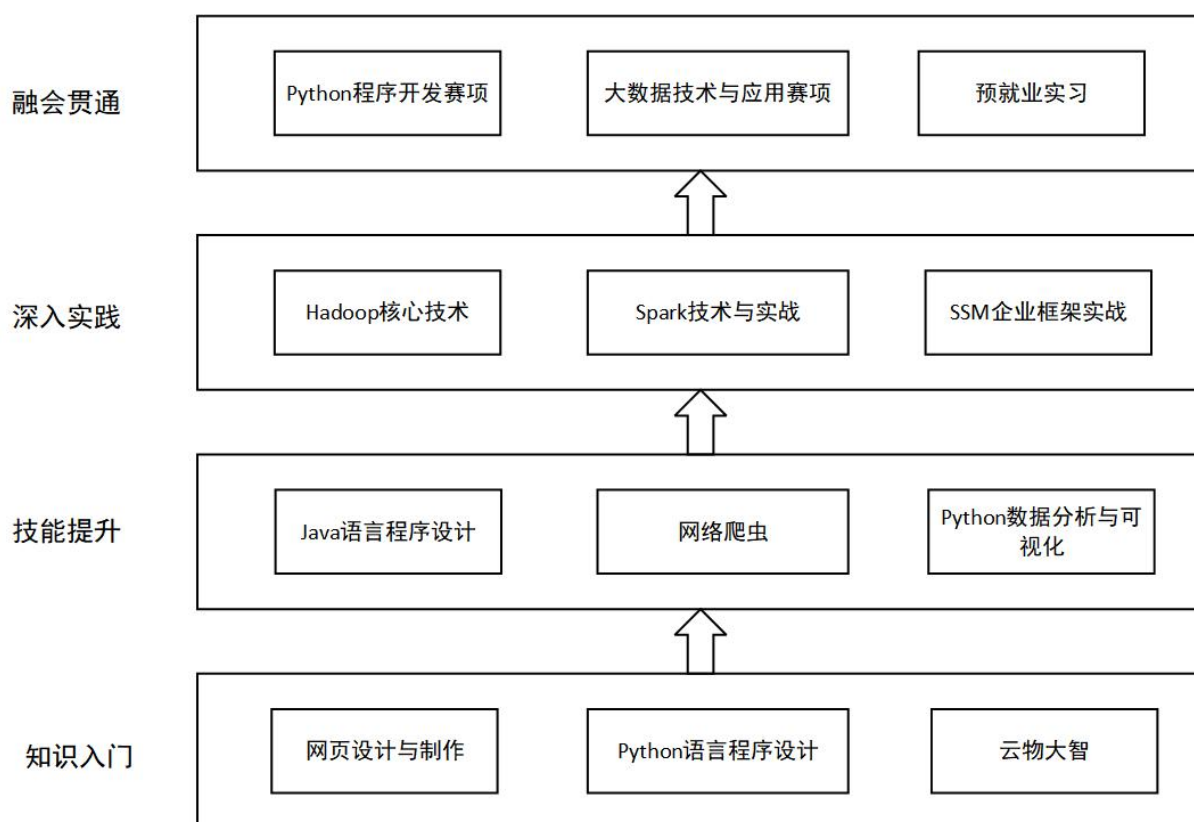 融会贯通
Python程序开发赛项
大数据技术与应用赛项
预就业实习
深入实践
Hadoop核心技术
Spark技术与实战
SSM企业框架实战
技能提升
Java语言程序设计
网络爬虫
Python数据分析与可
视化
知识入门
网页设计与制作
Python语言程序设计
云物大智